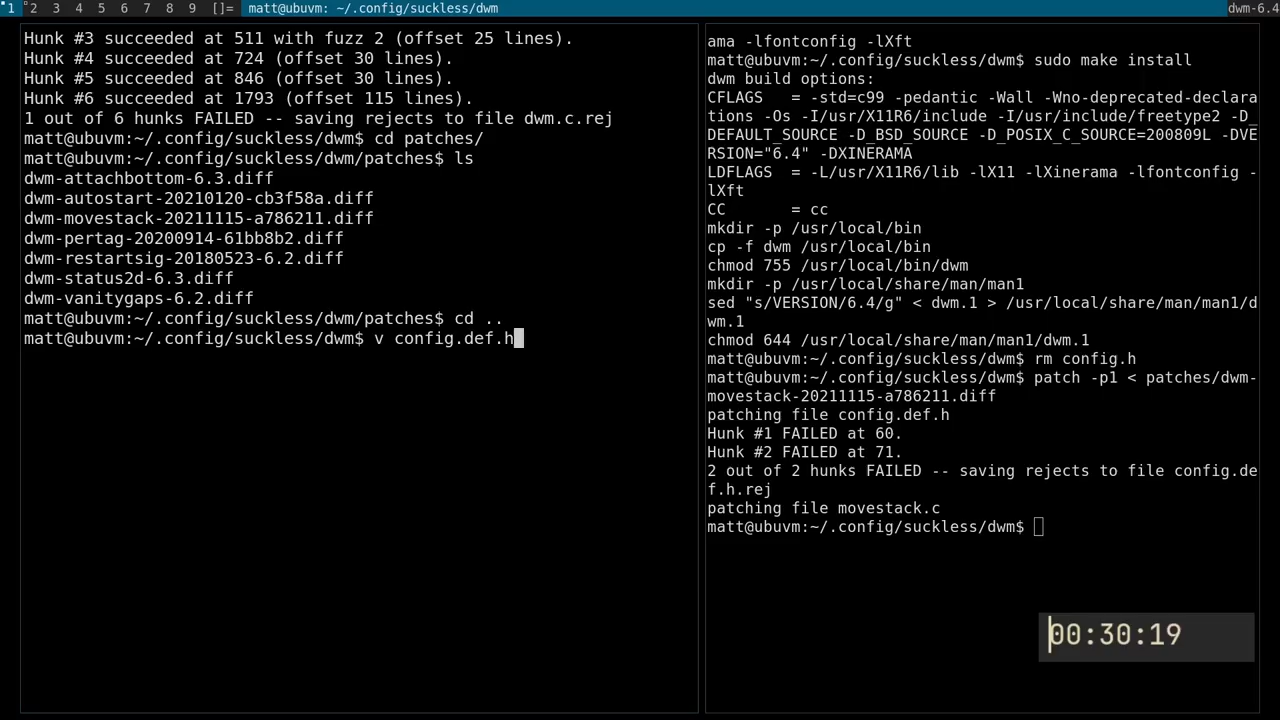 1 2 3 4 5 6 7 8 9 []= matt@ubuvm: ~/.config/suckless/dwm dwm-6.4
Hunk #3 succeeded at 511 with fuzz 2 (offset 25 lines).
Hunk #4 succeeded at 724 (offset 30 lines).
Hunk #5 succeeded at 846 (offset 30 lines).
Hunk #6 succeeded at 1793 (offset 115 lines).
1 out of 6 hunks FAILED -- saving rejects to file dwm.c.rej
matt@ubuvm:~/.config/suckless/dwm$ cd patches/
matt@ubuvm:~/.config/suckless/dwm/patches$ ls
dwm-attachbottom-6.3.diff
dwm-autostart-20210120-cb3f58a.diff
dwm-movestack-20211115-a786211.diff
dwm-pertag-20200914-61bb8b2.diff
dwm-restartsig-20180523-6.2.diff
dwm-status2d-6.3.diff
dwm-vanitygaps-6.2.diff
matt@ubuvm:~/.config/suckless/dwm/patches$ cd ..
matt@ubuvm:~/.config/suckless/dwm$ v config.def.h
ama -lfontconfig -lXft
matt@ubuvm:~/.config/suckless/dwm$ sudo make install
dwm build options:
CFLAGS   = -std=c99 -pedantic -Wall -Wno-deprecated-declara
tions -Os -I/usr/X11R6/include -I/usr/include/freetype2 -D_
DEFAULT_SOURCE -D_BSD_SOURCE -D_POSIX_C_SOURCE=200809L -DVE
RSION="6.4" -DXINERAMA
LDFLAGS  = -L/usr/X11R6/lib -lX11 -lXinerama -lfontconfig -
lXft
CC       = cc
mkdir -p /usr/local/bin
cp -f dwm /usr/local/bin
chmod 755 /usr/local/bin/dwm
mkdir -p /usr/local/share/man/man1
sed "s/VERSION/6.4/g" < dwm.1 > /usr/local/share/man/man1/d
wm.1
chmod 644 /usr/local/share/man/man1/dwm.1
matt@ubuvm:~/.config/suckless/dwm$ rm config.h
matt@ubuvm:~/.config/suckless/dwm$ patch -p1 < patches/dwm-
movestack-20211115-a786211.diff
patching file config.def.h
Hunk #1 FAILED at 60.
Hunk #2 FAILED at 71.
2 out of 2 hunks FAILED -- saving rejects to file config.de
f.h.rej
patching file movestack.c
matt@ubuvm:~/.config/suckless/dwm$
00:30:19